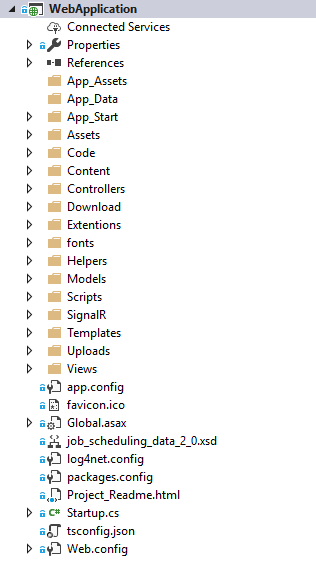 WebApplication
Connected Services
Properties
References
App_Assets
App_Data
App_Start
Assets
Code
Content
Controllers
Download
Extentions
fonts
Helpers
Models
Scripts
SignalR
Templates
Uploads
Views
app.config
favicon.ico
Global.asax
job_scheduling_data_2_0.xsd
log4net.config
packages.config
Project_Readme.html
C# Startup.cs
tsconfig.json
Web.config